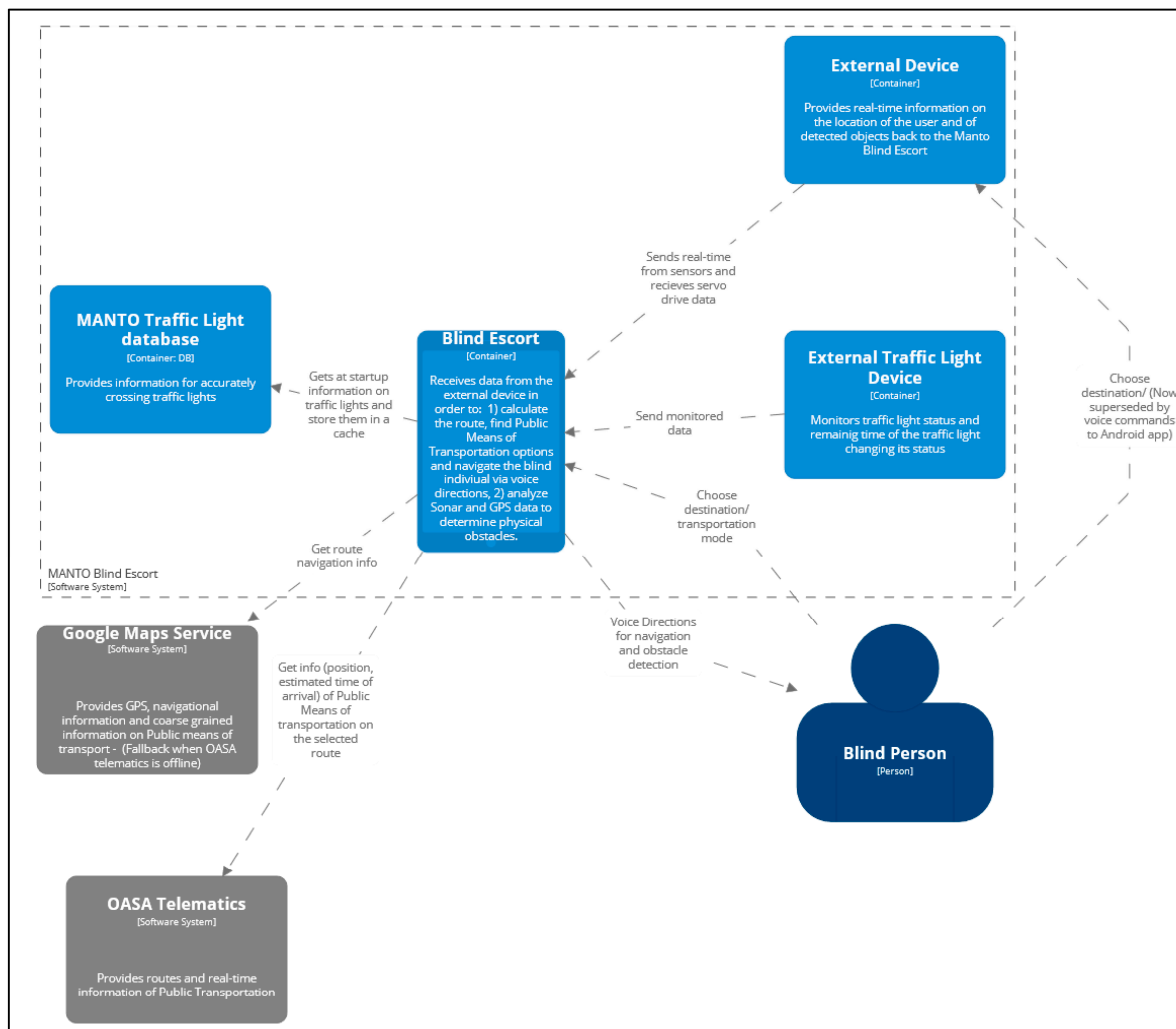 External Device
[Container]
Provides real-time information on
the location of the user and of
detected objects back to the Manto
Blind Escort
Sends real-time
from sensors and
recieves servo
drive data
MANTO Traffic Light
database
[Container: DB]
Provides information for accurately
crossing traffic lights
Gets at startup
information on
traffic lights and
store them in a
cache
Blind Escort
[Container]
Receives data from the
external device in
order to: 1) calculate
the route, find Public
Means of
Transportation options
and navigate the blind
indiviual via voice
directions, 2) analyze
Sonar and GPS data to
determine physical
obstacles.
Send monitored
data
External Traffic Light
Device
[Container]
Monitors traffic light status and
remainig time of the traffic light
changing its status
Choose
destination/ (Now
superseded by
voice commands
to Android app)
Choose
destination/
transportation
mode
Get route
navigation info
MANTO Blind Escort
[Software System]
Voice Directions
for navigation
and obstacle
detection
Google Maps Service
[Software System]
Provides GPS, navigational
information and coarse grained
information on Public means of
transport - (Fallback when OASA
telematics is offline)
Get info (position,
estimated time of
arrival) of Public
Means of
transportation on
the selected
route
Blind Person
[Person]
OASA Telematics
[Software System]
Provides routes and real-time
information of Public Transportation